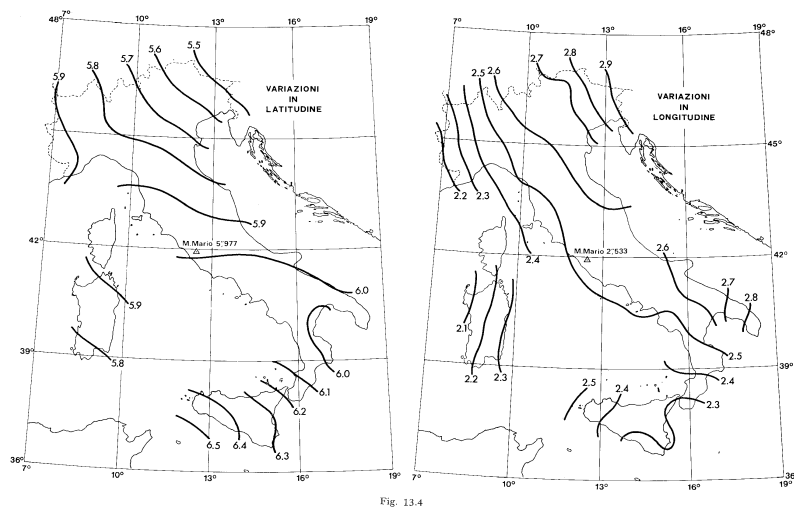 7° 10° 13° 16° 19°
48°
5.9 5.8 5.7 5.6 5.5
VARIAZIONI
IN
LATITUDINE
5.9
42°
M.Mario 5",977
6.0
5.9
39°
5.8
6.0
6.1
6.2
6.5 6.4 6.3
36°
7° 10° 13° 16° 19°
7° 10° 13° 16° 19°
48°
2.5 2.6 2.7 2.8 2.9
VARIAZIONI
IN
LONGITUDINE
45°
2.2 2.3
M.Mario 2",533
2.4
2.6
42°
2.7 2.8
2.1
2.2 2.3
2.5
39°
2.4
2.5 2.4
2.3
36°
7° 10° 13° 16° 19°
Fig. 13.4